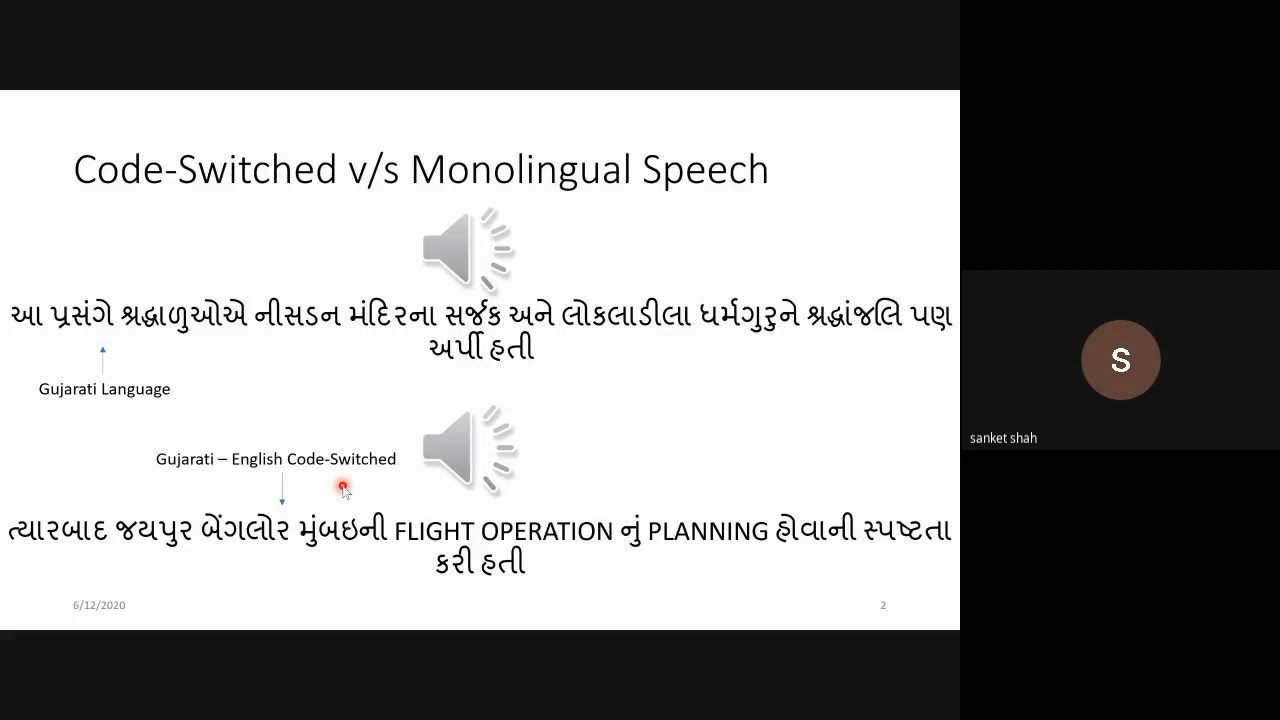 Code-Switched v/s Monolingual Speech
આ પ્રસંગે શ્રદ્ધાળુઓએ નીસડન મંદિરના સર્જક અને લોકલાડીલા ધર્મગુરુને શ્રદ્ધાંજલિ પણ
અર્પી હતી
Gujarati Language
Gujarati – English Code-Switched
ત્યારબાદ જયપુર બેંગલોર મુંબઇની FLIGHT OPERATION નું PLANNING હોવાની સ્પષ્ટતા
કરી હતી
6/12/2020
2
S
sanket shah